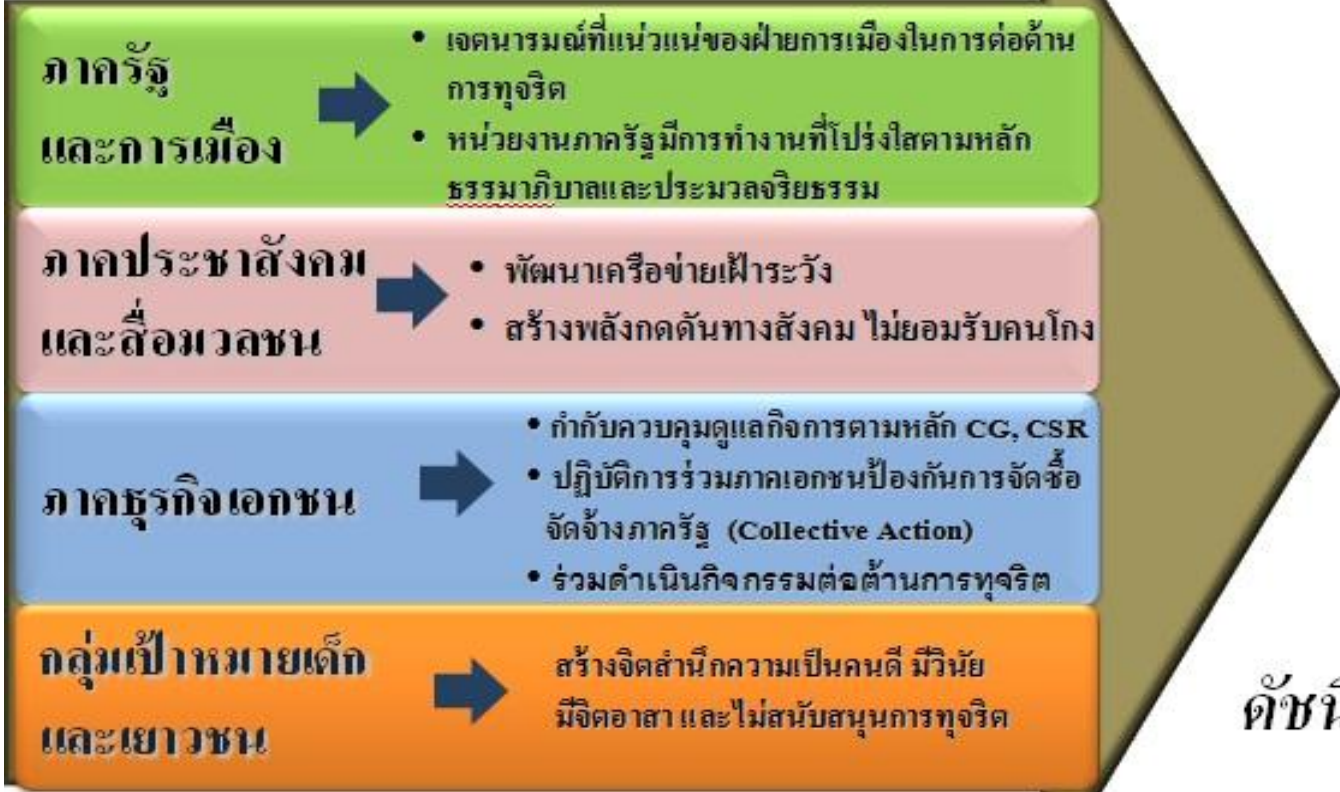 ภาครัฐ
และการเมือง
• เจตนารมณ์ที่แน่วแน่ของฝ่ายการเมืองในการต่อต้าน
การทุจริต
• หน่วยงานภาครัฐมีการทำงานที่โปร่งใสตามหลัก
ธรรมาภิบาลและประมวลจริยธรรม
ภาคประชาสังคม
และสื่อมวลชน
• พัฒนาเครือข่ายเฝ้าระวัง
• สร้างพลังกดดันทางสังคม ไม่ยอมรับคนโกง
ภาคธุรกิจเอกชน
• กำกับควบคุมดูแลกิจการตามหลัก CG, CSR
• ปฏิบัติการร่วมภาคเอกชนป้องกันการจัดซื้อ
จัดจ้างภาครัฐ (Collective Action)
• ร่วมดำเนินกิจกรรมต่อต้านการทุจริต
กลุ่มเป้าหมายเด็ก
และเยาวชน
สร้างจิตสำนึกความเป็นคนดี มีวินัย
มีจิตอาสา และไม่สนับสนุนการทุจริต
ดัชนี